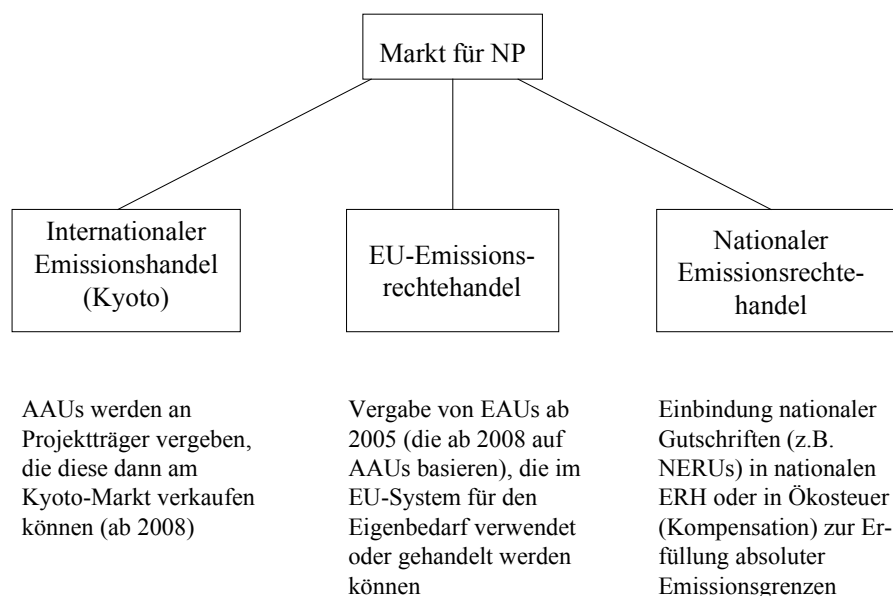 Markt für NP
Internationaler
Emissionshandel
(Kyoto)
EU-Emissions-
rechtehandel
Nationaler
Emissionsrechte-
handel
AAUs werden an
Projektträger vergeben,
die diese dann am
Kyoto-Markt verkaufen
können (ab 2008)
Vergabe von EAUs ab
2005 (die ab 2008 auf
AAUs basieren), die im
EU-System für den
Eigenbedarf verwendet
oder gehandelt werden
können
Einbindung nationaler
Gutschriften (z.B.
NERUs) in nationalen
ERH oder in Ökosteuer
(Kompensation) zur Er-
füllung absoluter
Emissionsgrenzen